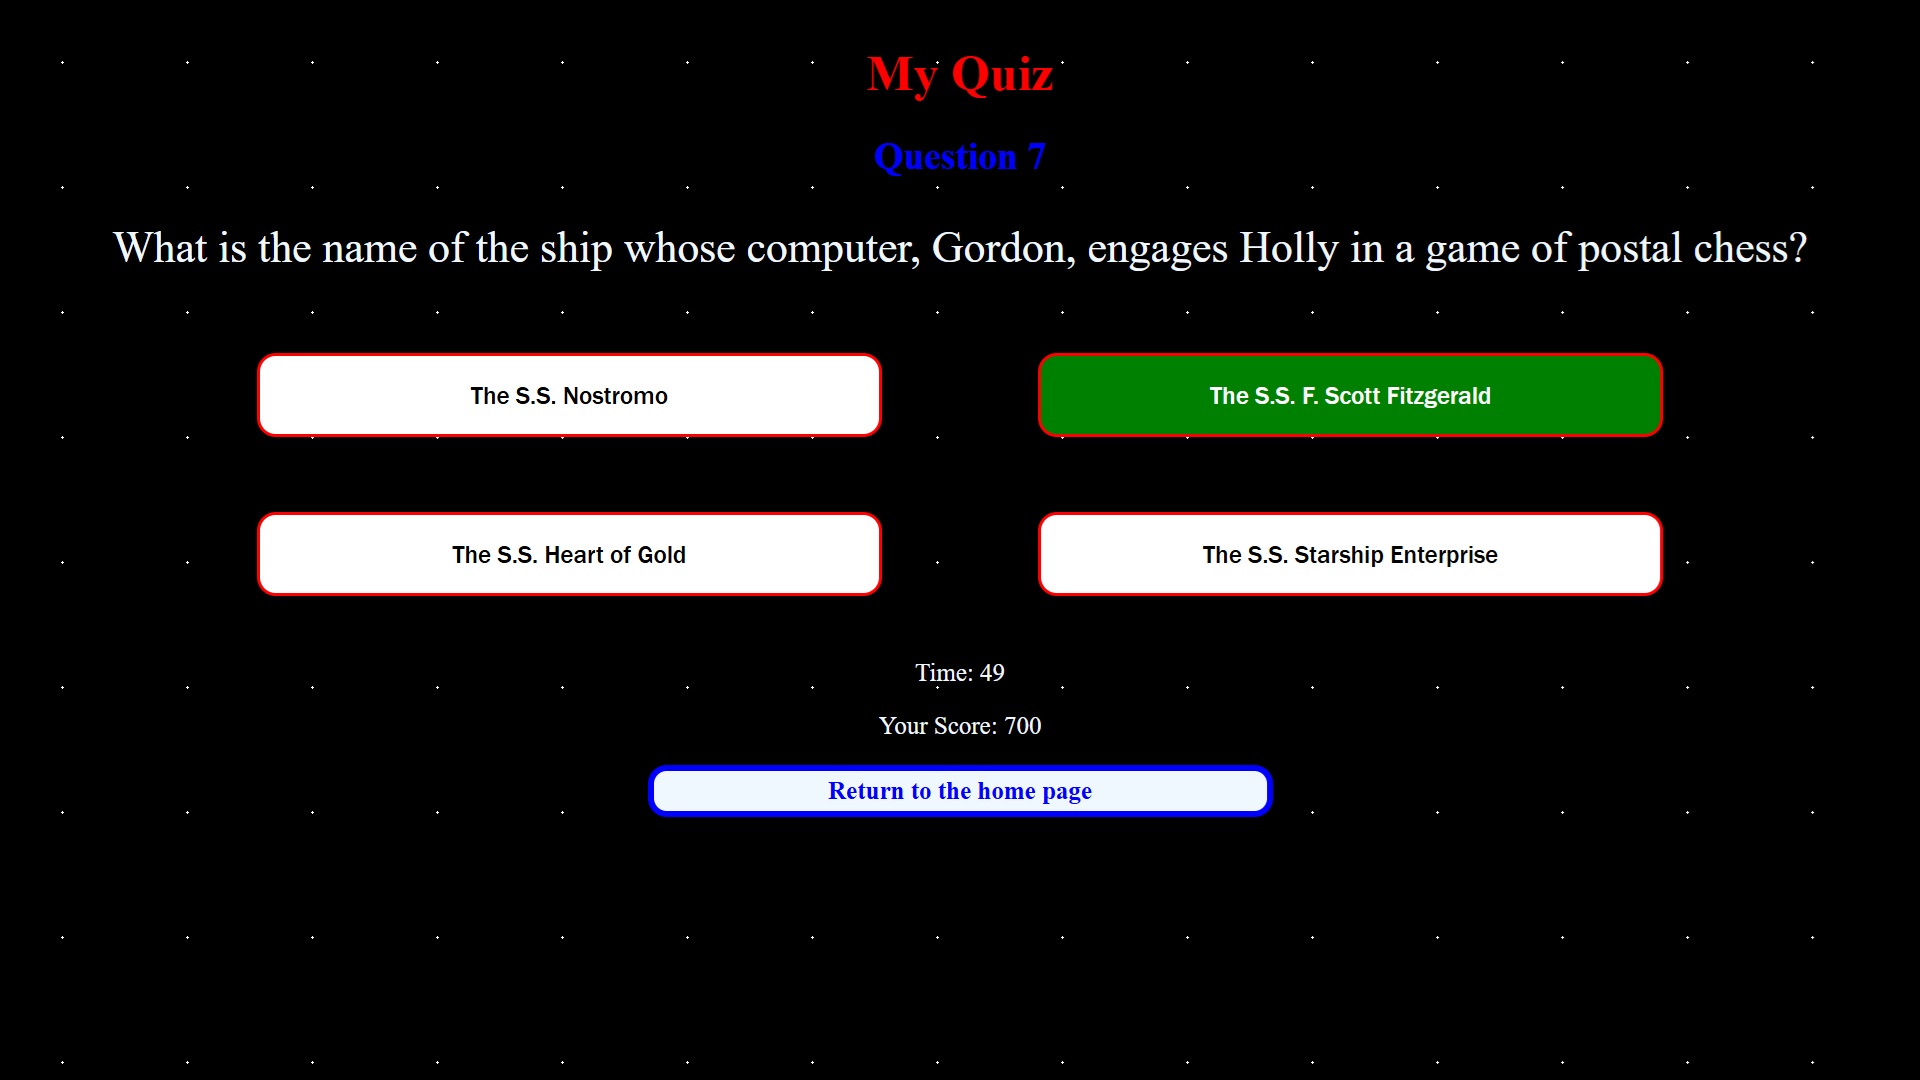 My Quiz
Question 7
What is the name of the ship whose computer, Gordon, engages Holly in a game of postal chess?
The S.S. Nostromo
The S.S. F. Scott Fitzgerald
The S.S. Heart of Gold
The S.S. Starship Enterprise
Time: 49
Your Score: 700
Return to the home page